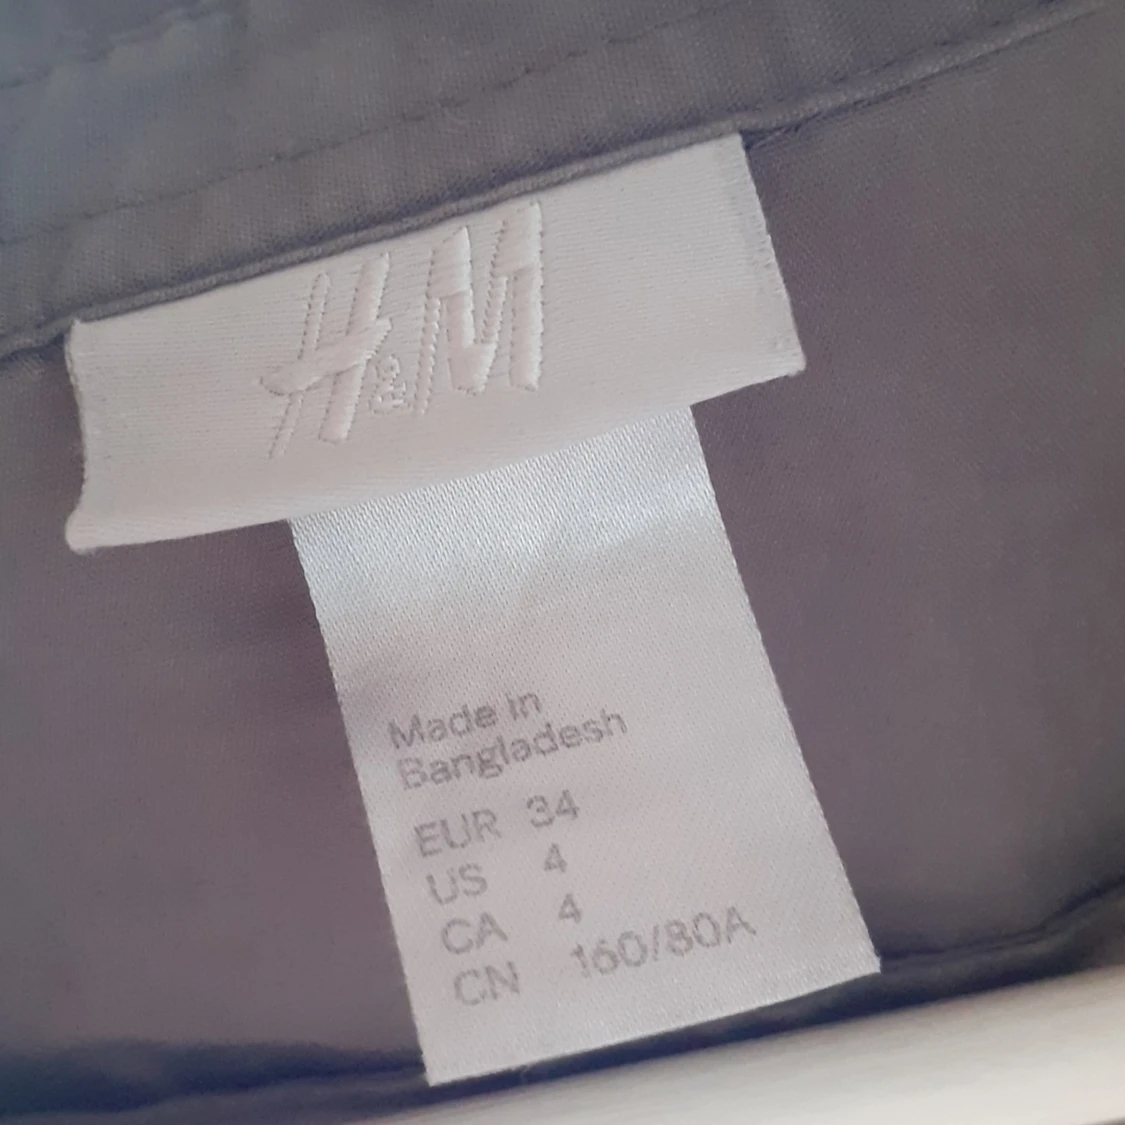 H&M
Made in
Bangladesh
EUR 34
US 4
CA 4
CN 160/80A